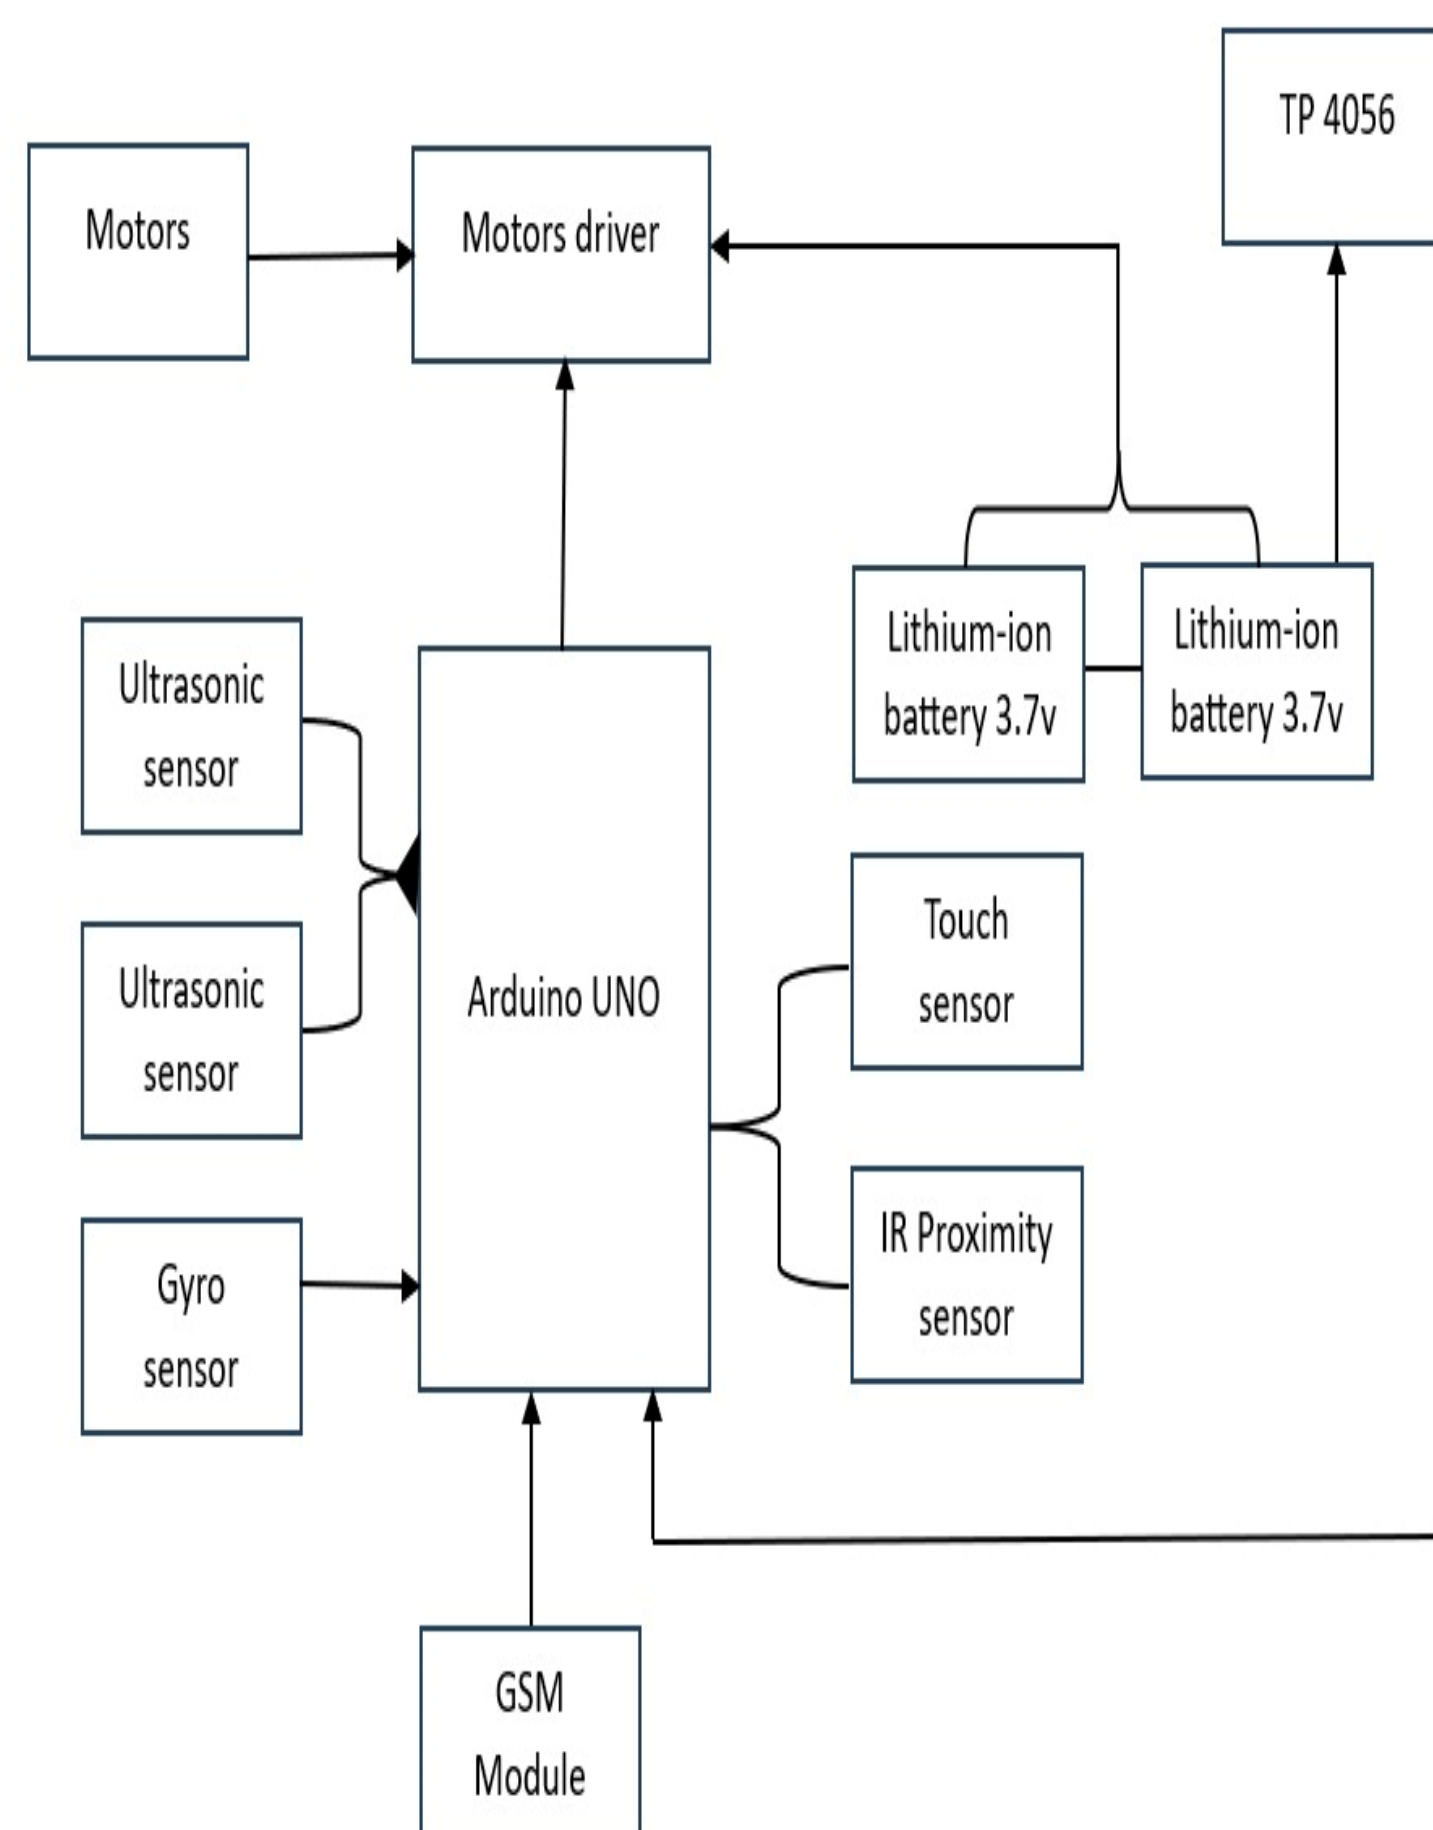 TP 4056
Motors
Motors driver
Lithium-ion
battery 3.7v
Lithium-ion
battery 3.7v
Ultrasonic
sensor
Ultrasonic
sensor
Gyro
sensor
Arduino UNO
Touch
sensor
IR Proximity
sensor
GSM
Module